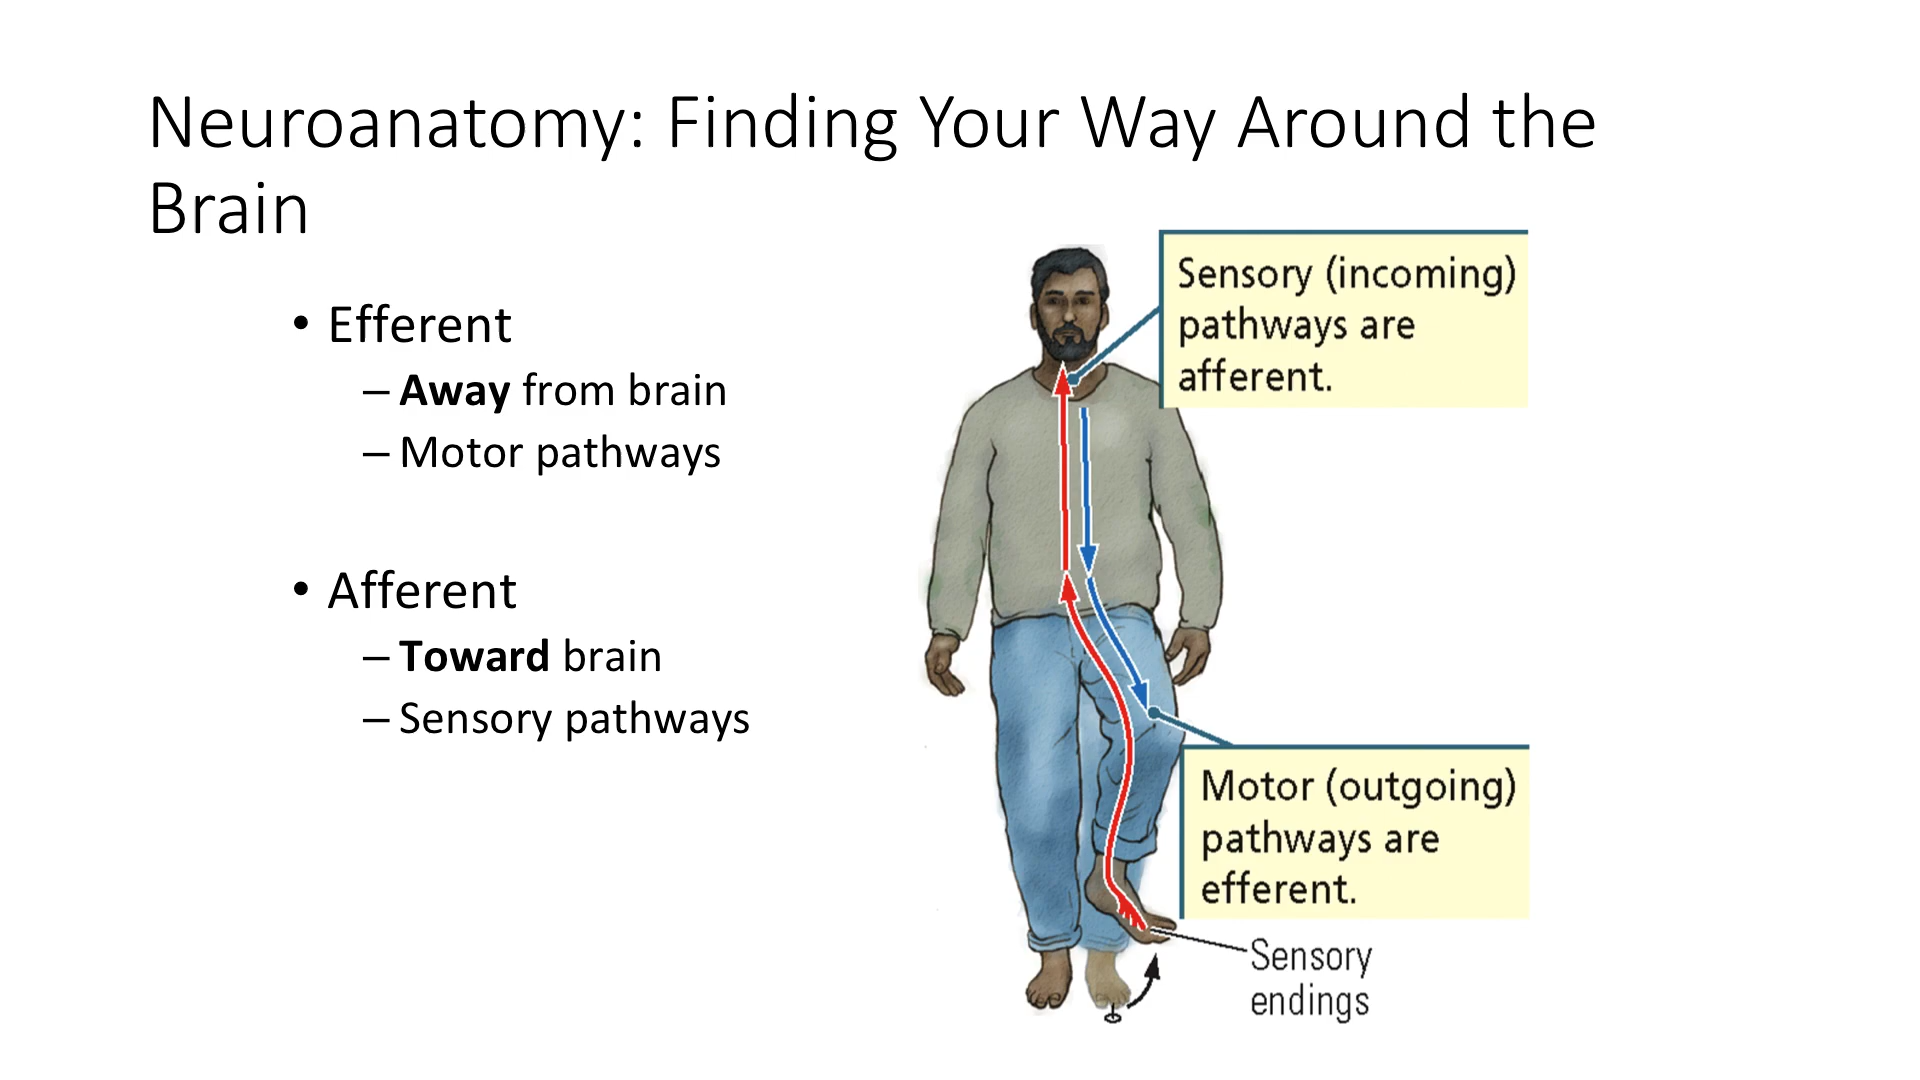 Neuroanatomy: Finding Your Way Around the
Brain
• Efferent
– Away from brain
– Motor pathways
• Afferent
– Toward brain
– Sensory pathways
Sensory (incoming)
pathways are
afferent.
Motor (outgoing)
pathways are
efferent.
Sensory
endings